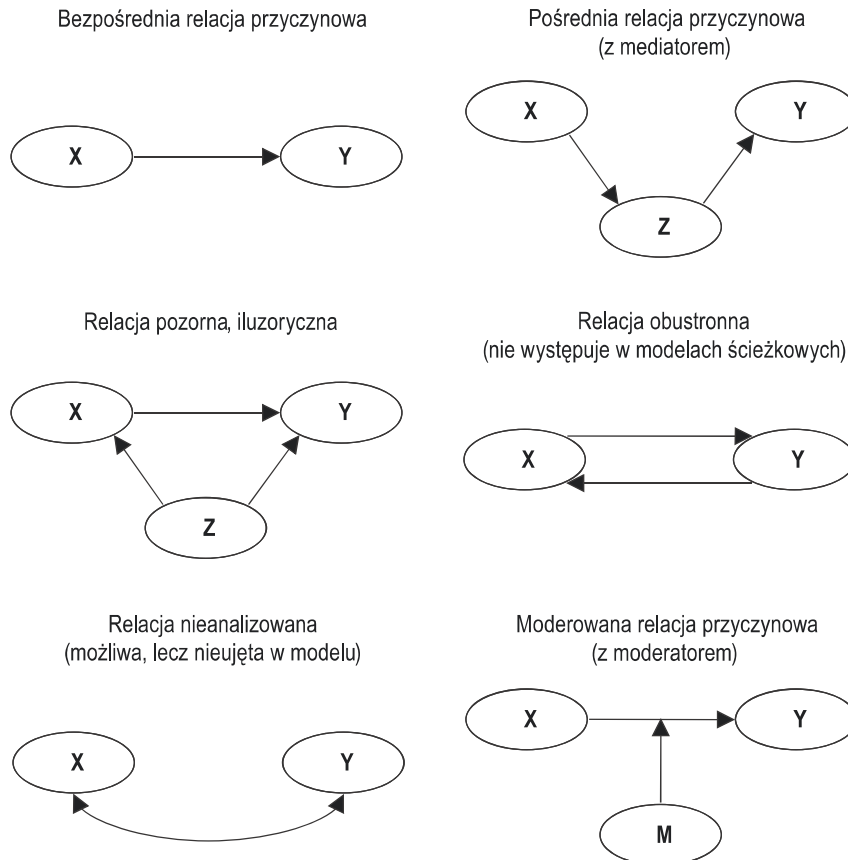 Bezpośrednia relacja przyczynowa
X
Y
Pośrednia relacja przyczynowa
(z mediatorem)
X
Y
Z
Relacja pozorna, iluzoryczna
X
Y
Z
Relacja obustronna
(nie występuje w modelach ścieżkowych)
X
Y
Relacja nieanalizowana
(możliwa, lecz nieujęta w modelu)
X
Y
Moderowana relacja przyczynowa
(z moderatorem)
X
Y
M